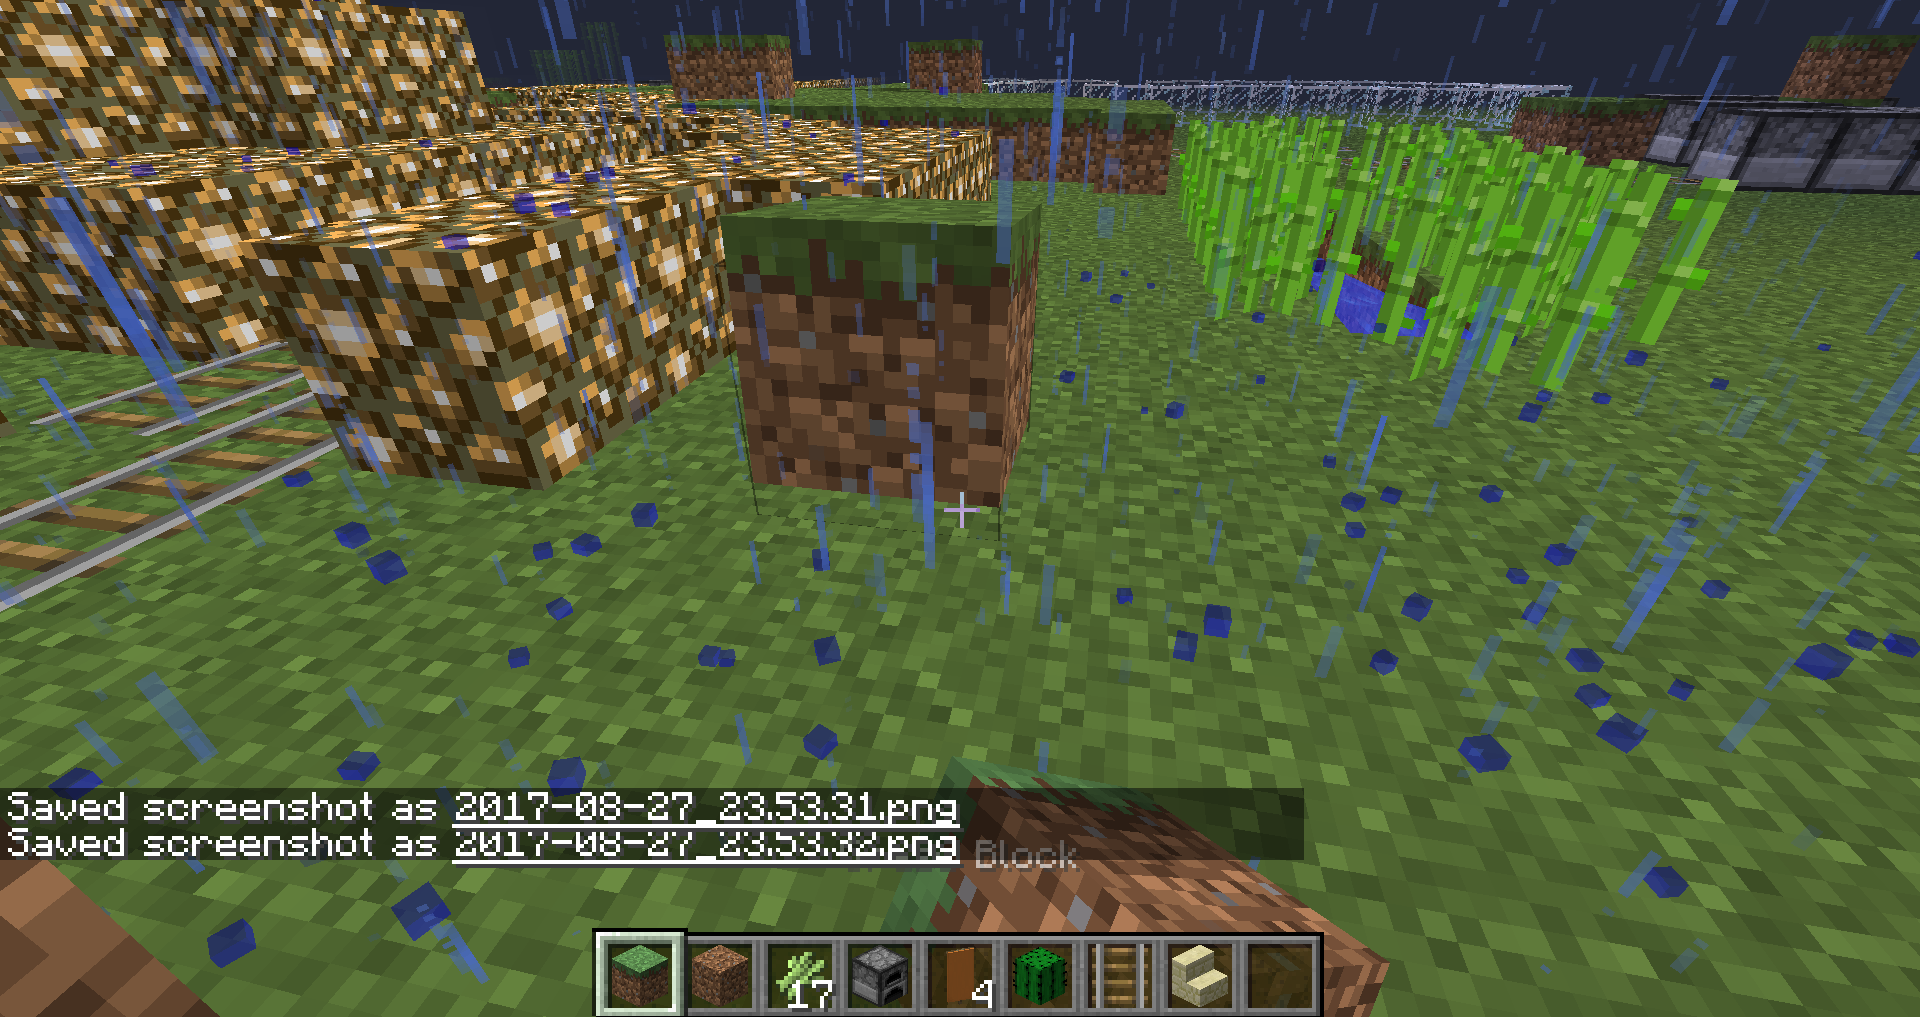 Saved screenshot as 2017-08-27_23.53.31.png
Saved screenshot as 2017-08-27_23.53.32.png
Block
17
4